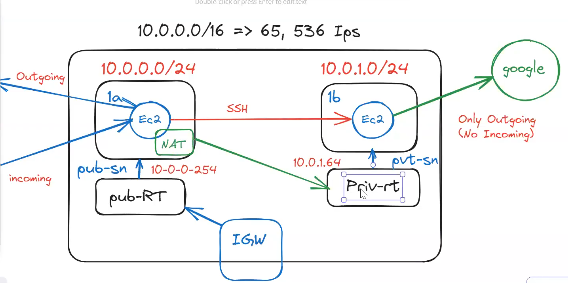 Double click or press Enter to edit text
10.0.0.0/16 => 65, 536 Ips
10.0.0.0/24
10.0.1.0/24
google
Outgoing
1a
1b
Ec2
SSH
Ec2
Only Outgoing
(No Incoming)
NAT
incoming
pub-sn
10-0-0-254
10.0.1.64
pvt-sn
pub-RT
Priv-rt
IGW